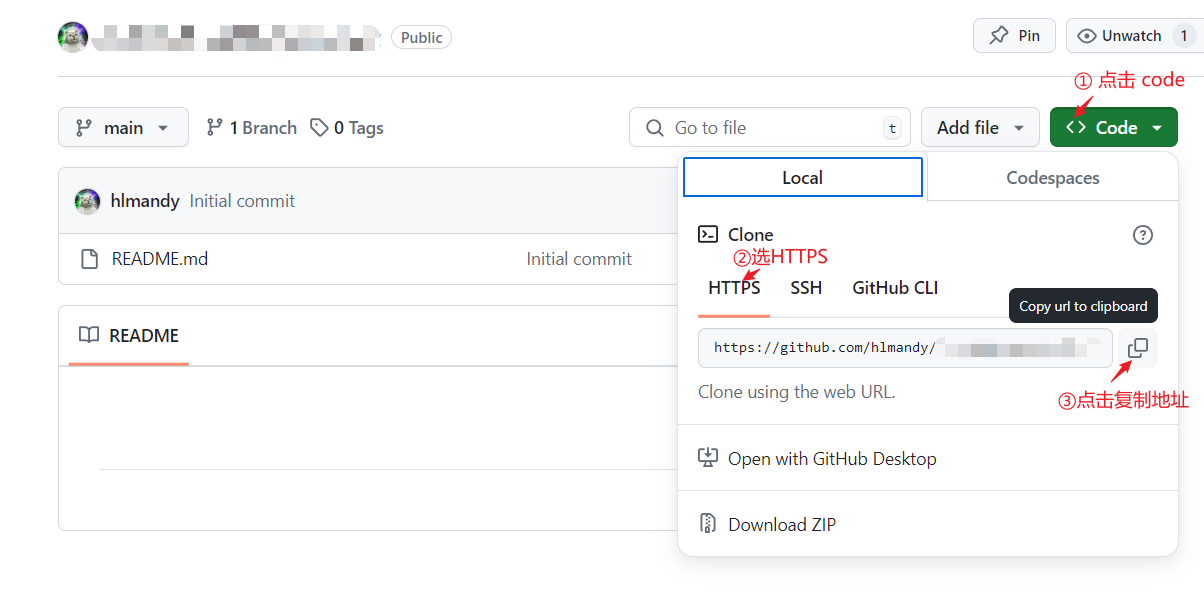 Public
Pin
Unwatch 1
① 点击 code
main
1 Branch
0 Tags
Go to file t
Add file
Code
Local
Codespaces
hlmandy Initial commit
README.md
Initial commit
Clone
②选HTTPS
HTTPS
SSH
GitHub CLI
Copy url to clipboard
README
https://github.com/hlmandy/
③点击复制地址
Clone using the web URL.
Open with GitHub Desktop
Download ZIP